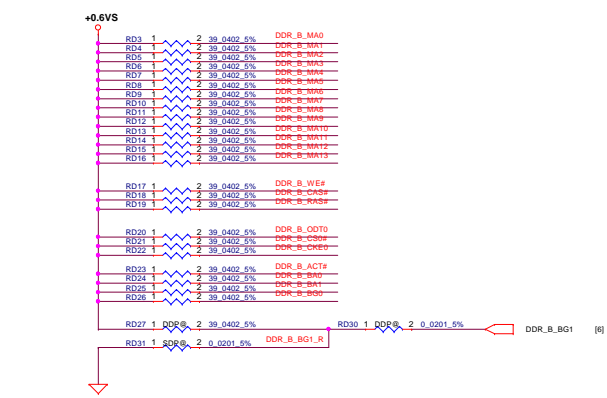 +0.6VS
RD3 1 2 39_0402_5% DDR_B_MA0
RD4 1 2 39_0402_5% DDR_B_MA1
RD5 1 2 39_0402_5% DDR_B_MA2
RD6 1 2 39_0402_5% DDR_B_MA3
RD7 1 2 39_0402_5% DDR_B_MA4
RD8 1 2 39_0402_5% DDR_B_MA5
RD9 1 2 39_0402_5% DDR_B_MA6
RD10 1 2 39_0402_5% DDR_B_MA7
RD11 1 2 39_0402_5% DDR_B_MA8
RD12 1 2 39_0402_5% DDR_B_MA9
RD13 1 2 39_0402_5% DDR_B_MA10
RD14 1 2 39_0402_5% DDR_B_MA11
RD15 1 2 39_0402_5% DDR_B_MA12
RD16 1 2 39_0402_5% DDR_B_MA13
RD17 1 2 39_0402_5% DDR_B_WE#
RD18 1 2 39_0402_5% DDR_B_CAS#
RD19 1 2 39_0402_5% DDR_B_RAS#
RD20 1 2 39_0402_5% DDR_B_ODT0
RD21 1 2 39_0402_5% DDR_B_CS0#
RD22 1 2 39_0402_5% DDR_B_CKE0
RD23 1 2 39_0402_5% DDR_B_ACT#
RD24 1 2 39_0402_5% DDR_B_BA0
RD25 1 2 39_0402_5% DDR_B_BA1
RD26 1 2 39_0402_5% DDR_B_BG0
RD27 1 DDP@ 2 39_0402_5% RD30 1 DDP@ 2 0_0201_5% DDR_B_BG1 [6]
RD31 1 SDP@ 2 0_0201_5% DDR_B_BG1_R